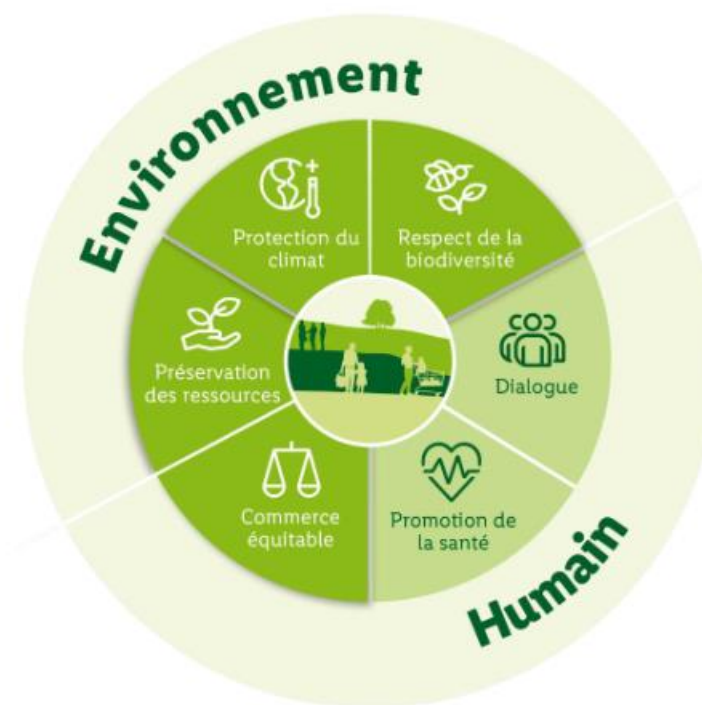 Environnement
Protection du
climat
Respect de la
biodiversité
Préservation
des ressources
Dialogue
Commerce
équitable
Promotion de
la santé
Humain